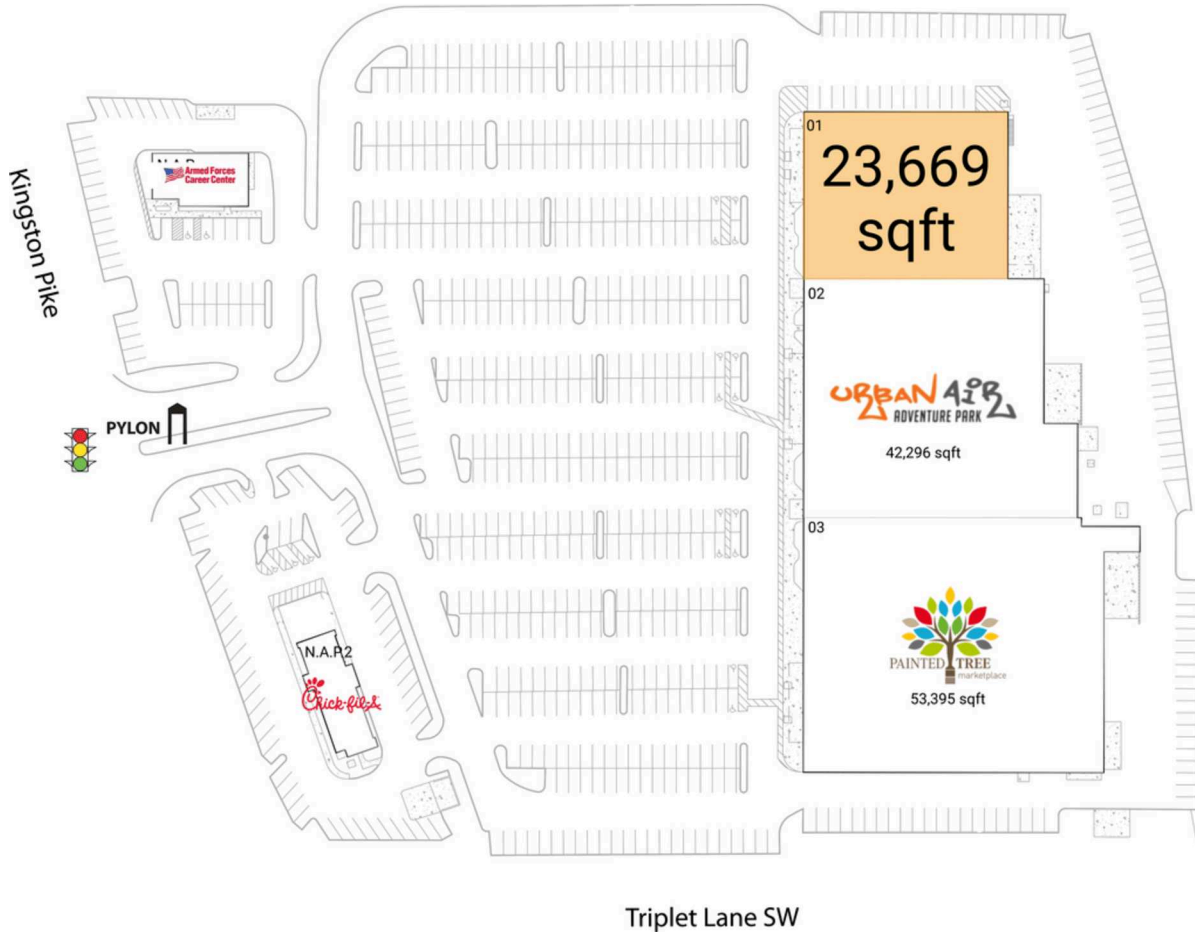 Kingston Pike
Armed Forces
Career Center
PYLON
N.A.P.2
Chick-fil-A
01
23,669
sqft
02
URBAN AIR
ADVENTURE PARK
42,296 sqft
03
PAINTED TREE
marketplace
53,395 sqft
Triplet Lane SW